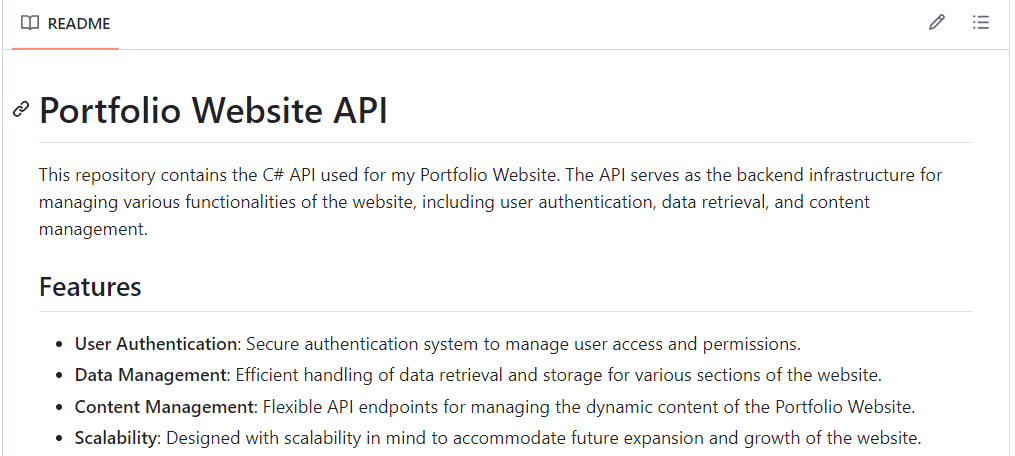 README
Portfolio Website API
This repository contains the C# API used for my Portfolio Website. The API serves as the backend infrastructure for
managing various functionalities of the website, including user authentication, data retrieval, and content
management.
Features
User Authentication: Secure authentication system to manage user access and permissions.
Data Management: Efficient handling of data retrieval and storage for various sections of the website.
Content Management: Flexible API endpoints for managing the dynamic content of the Portfolio Website.
Scalability: Designed with scalability in mind to accommodate future expansion and growth of the website.